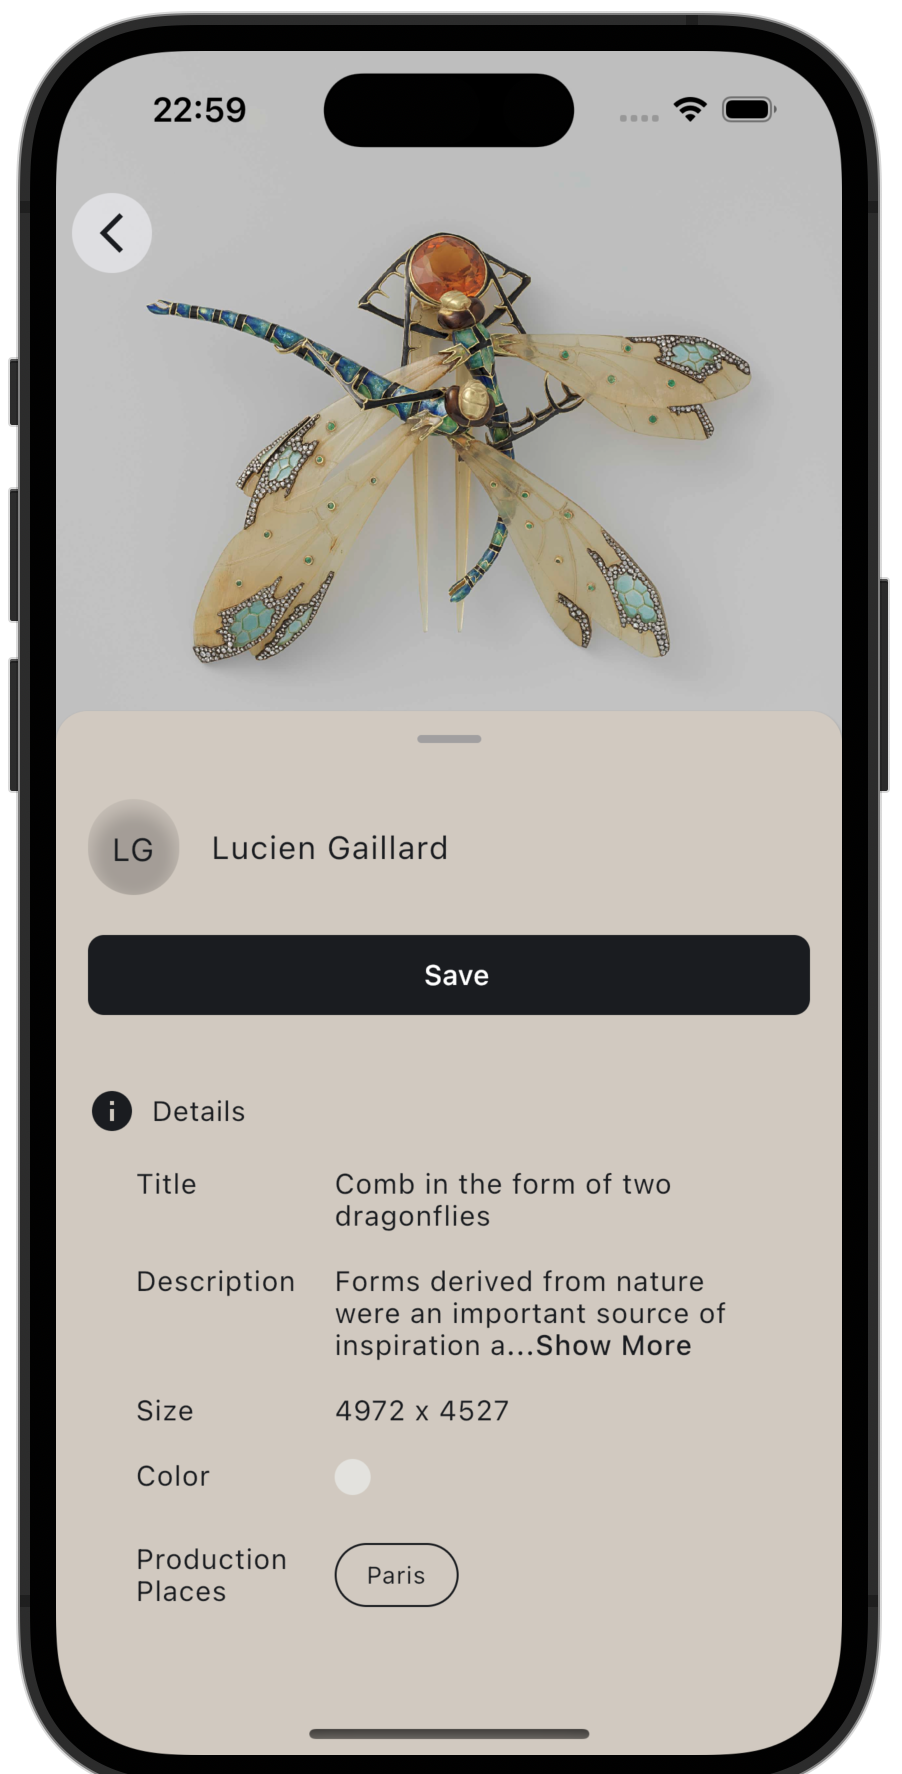 22:59
LG
Lucien Gaillard
Save
Details
Title
Comb in the form of two
dragonflies
Description
Forms derived from nature
were an important source of
inspiration a...Show More
Size
4972 x 4527
Color
Production
Places
Paris